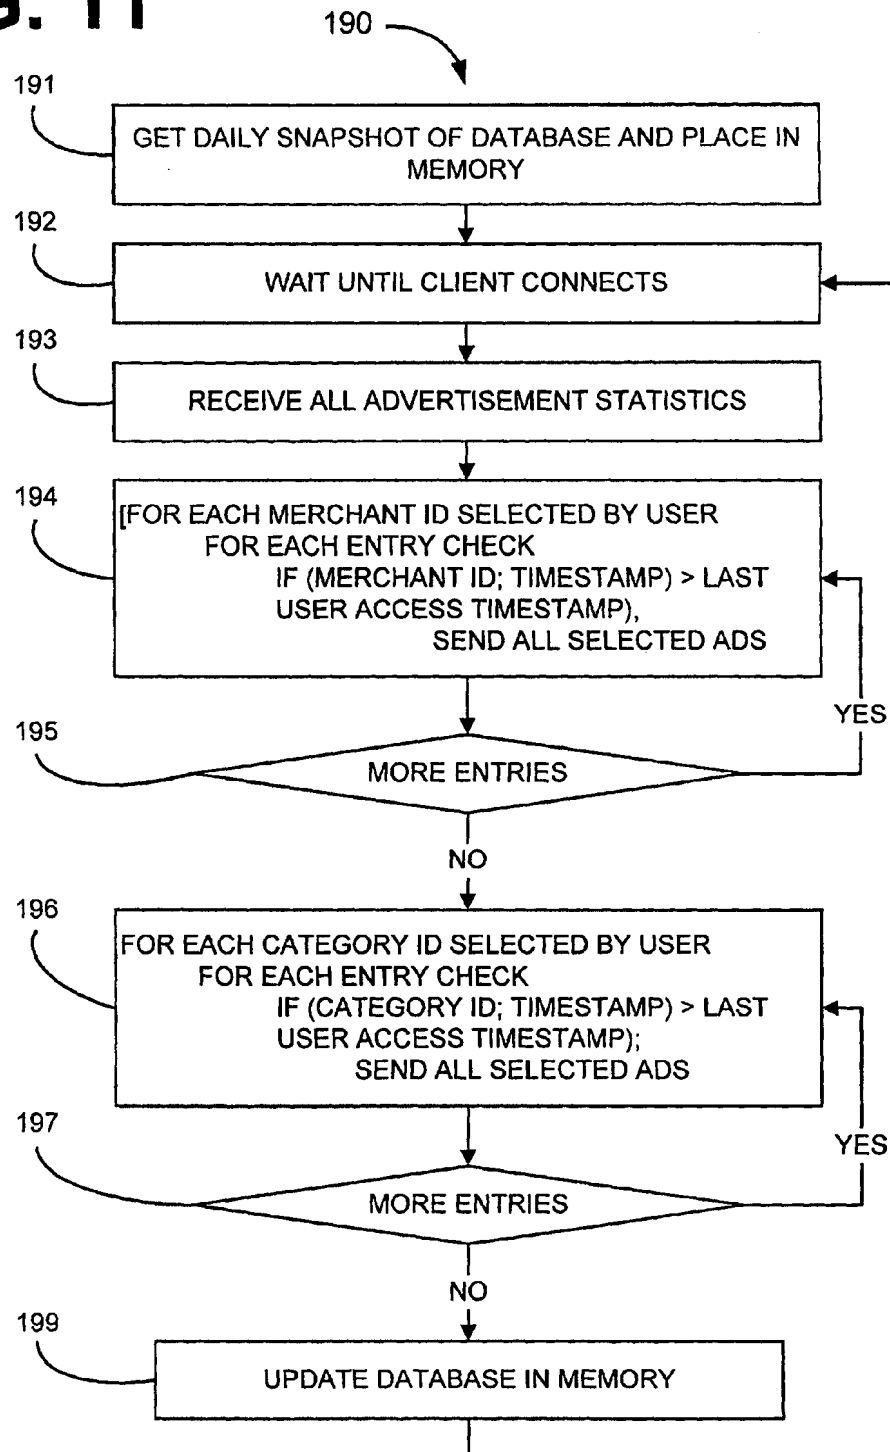 G. 11
190
191
GET DAILY SNAPSHOT OF DATABASE AND PLACE IN
MEMORY
192
WAIT UNTIL CLIENT CONNECTS
193
RECEIVE ALL ADVERTISEMENT STATISTICS
194
[FOR EACH MERCHANT ID SELECTED BY USER
FOR EACH ENTRY CHECK
IF (MERCHANT ID; TIMESTAMP) > LAST
USER ACCESS TIMESTAMP),
SEND ALL SELECTED ADS
YES
195
MORE ENTRIES
NO
196
FOR EACH CATEGORY ID SELECTED BY USER
FOR EACH ENTRY CHECK
IF (CATEGORY ID; TIMESTAMP) > LAST
USER ACCESS TIMESTAMP);
SEND ALL SELECTED ADS
YES
197
MORE ENTRIES
NO
199
UPDATE DATABASE IN MEMORY